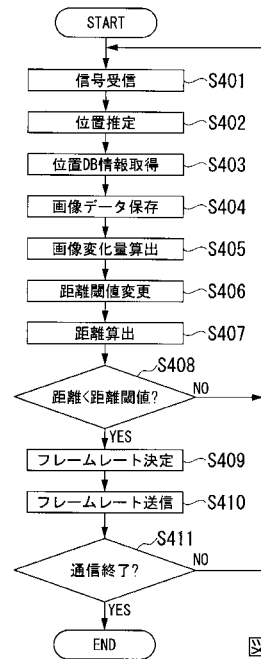 START
信号受信 S401
位置推定 S402
位置DB情報取得 S403
画像データ保存 S404
画像変化量算出 S405
距離閾値変更 S406
距離算出 S407
S408
距離<距離閾値? NO
YES
フレームレート決定 S409
フレームレート送信 S410
S411
通信終了? NO
YES
END
図